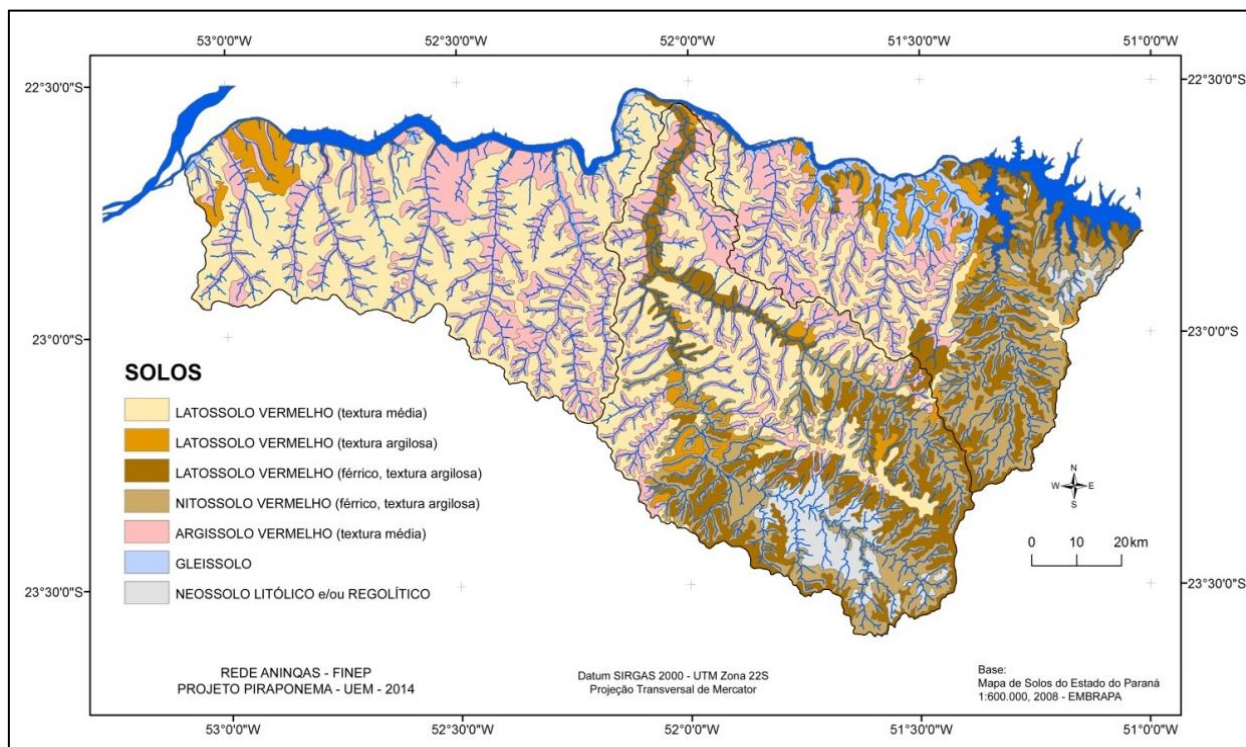 53°0'0"W 52°30'0"W 52°0'0"W 51°30'0"W 51°0'0"W
22°30'0"S 22°30'0"S
23°0'0"S 23°0'0"S
SOLOS
LATOSSOLO VERMELHO (textura média)
LATOSSOLO VERMELHO (textura argilosa)
LATOSSOLO VERMELHO (férrico, textura argilosa)
NITOSSOLO VERMELHO (férrico, textura argilosa)
ARGISSOLO VERMELHO (textura média)
GLEISSOLO
NEOSSOLO LITÓLICO e/ou REGOLÍTICO
N
W E
S
0 10 20 km
23°30'0"S 23°30'0"S
REDE ANINQAS - FINEP
PROJETO PIRAPONEMA - UEM - 2014
Datum SIRGAS 2000 - UTM Zona 22S
Projeção Transversal de Mercator
Base:
Mapa de Solos do Estado do Paraná
1:600.000, 2008 - EMBRAPA
53°0'0"W 52°30'0"W 52°0'0"W 51°30'0"W 51°0'0"W